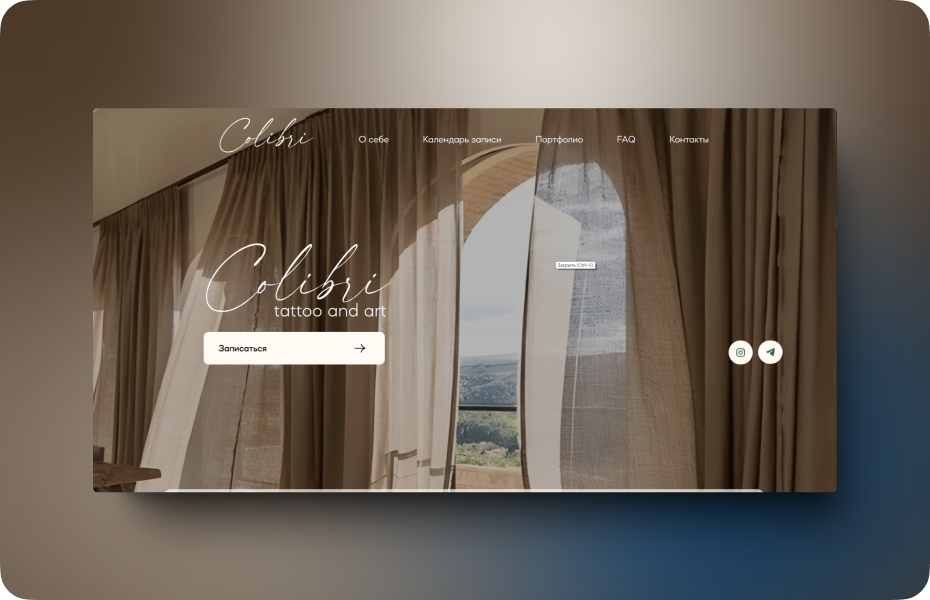 Colibri
О себе
Календарь записи
Портфолио
FAQ
Контакты
Colibri
tattoo and art
Закрыть (Ctrl+X)
Записаться